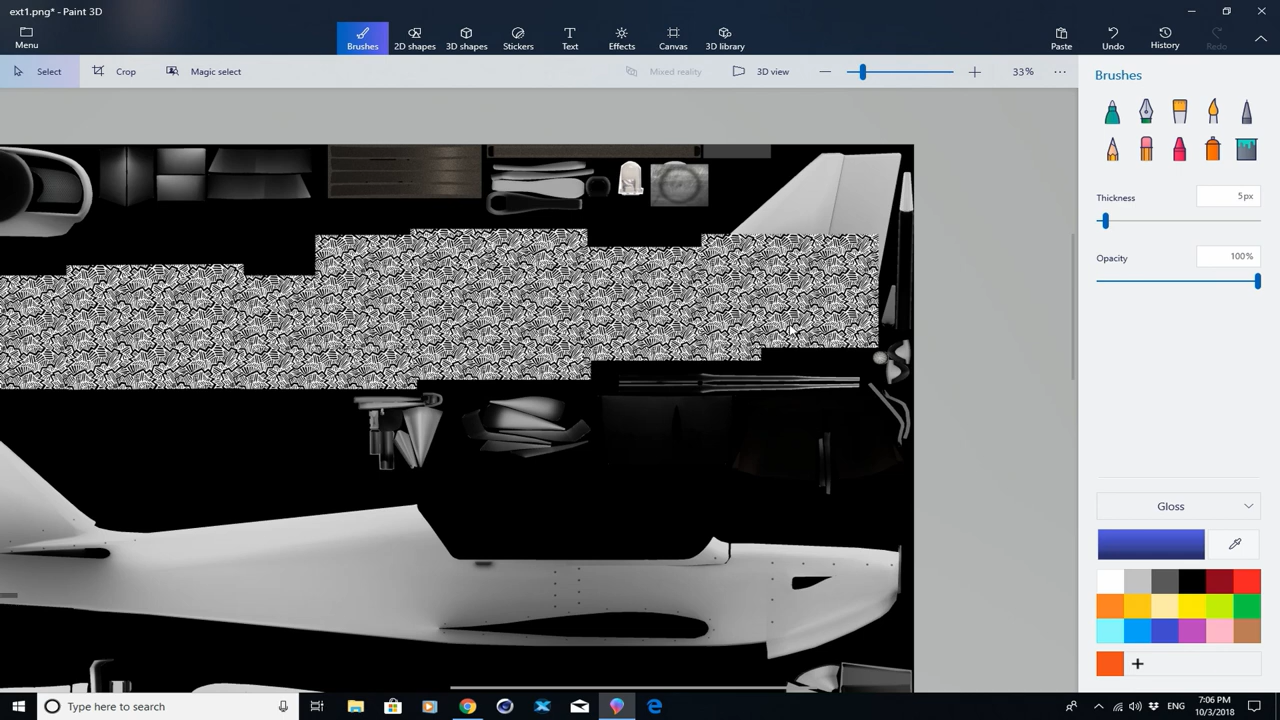 ext1.png* - Paint 3D
Menu
Brushes
2D shapes
3D shapes
Stickers
Text
Effects
Canvas
3D library
Paste
Undo
History
Redo
Select
Crop
Magic select
Mixed reality
3D view
33%
Brushes
Thickness
5px
Opacity
100%
Gloss
Type here to search
ENG
7:06 PM
10/3/2018